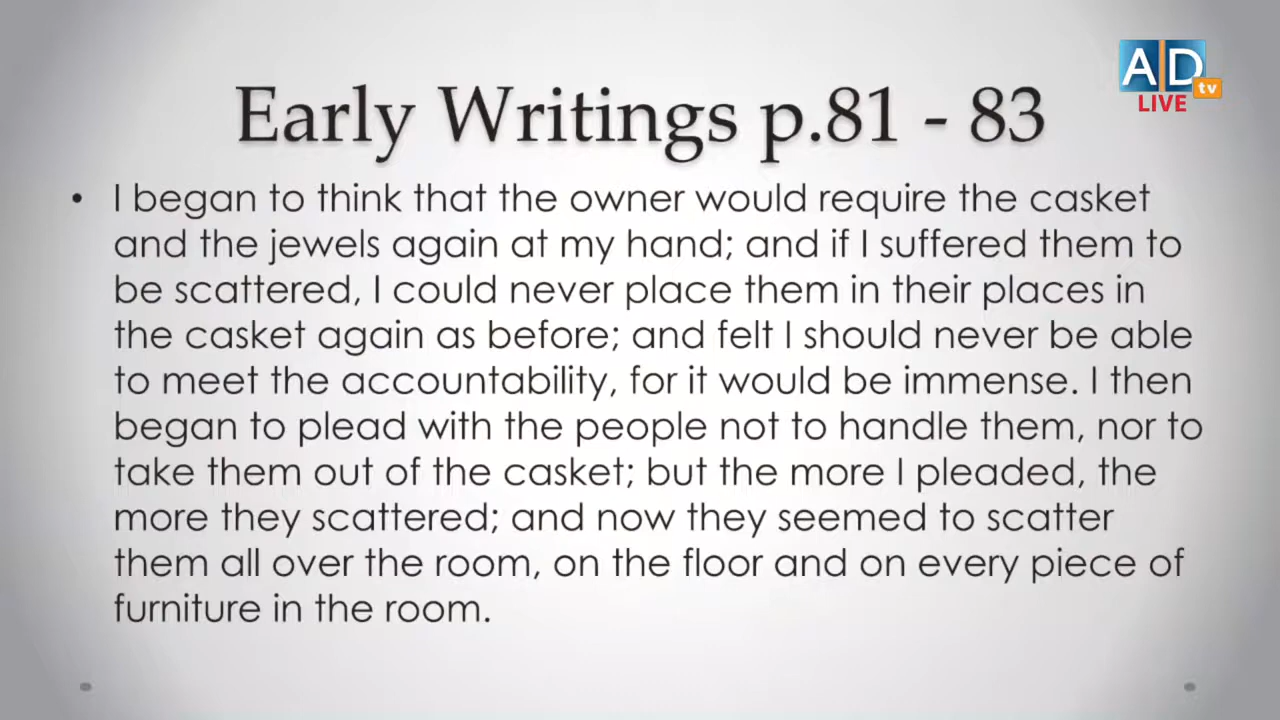 A|D
tv
LIVE
Early Writings p.81 - 83
• I began to think that the owner would require the casket
and the jewels again at my hand; and if I suffered them to
be scattered, I could never place them in their places in
the casket again as before; and felt I should never be able
to meet the accountability, for it would be immense. I then
began to plead with the people not to handle them, nor to
take them out of the casket; but the more I pleaded, the
more they scattered; and now they seemed to scatter
them all over the room, on the floor and on every piece of
furniture in the room.